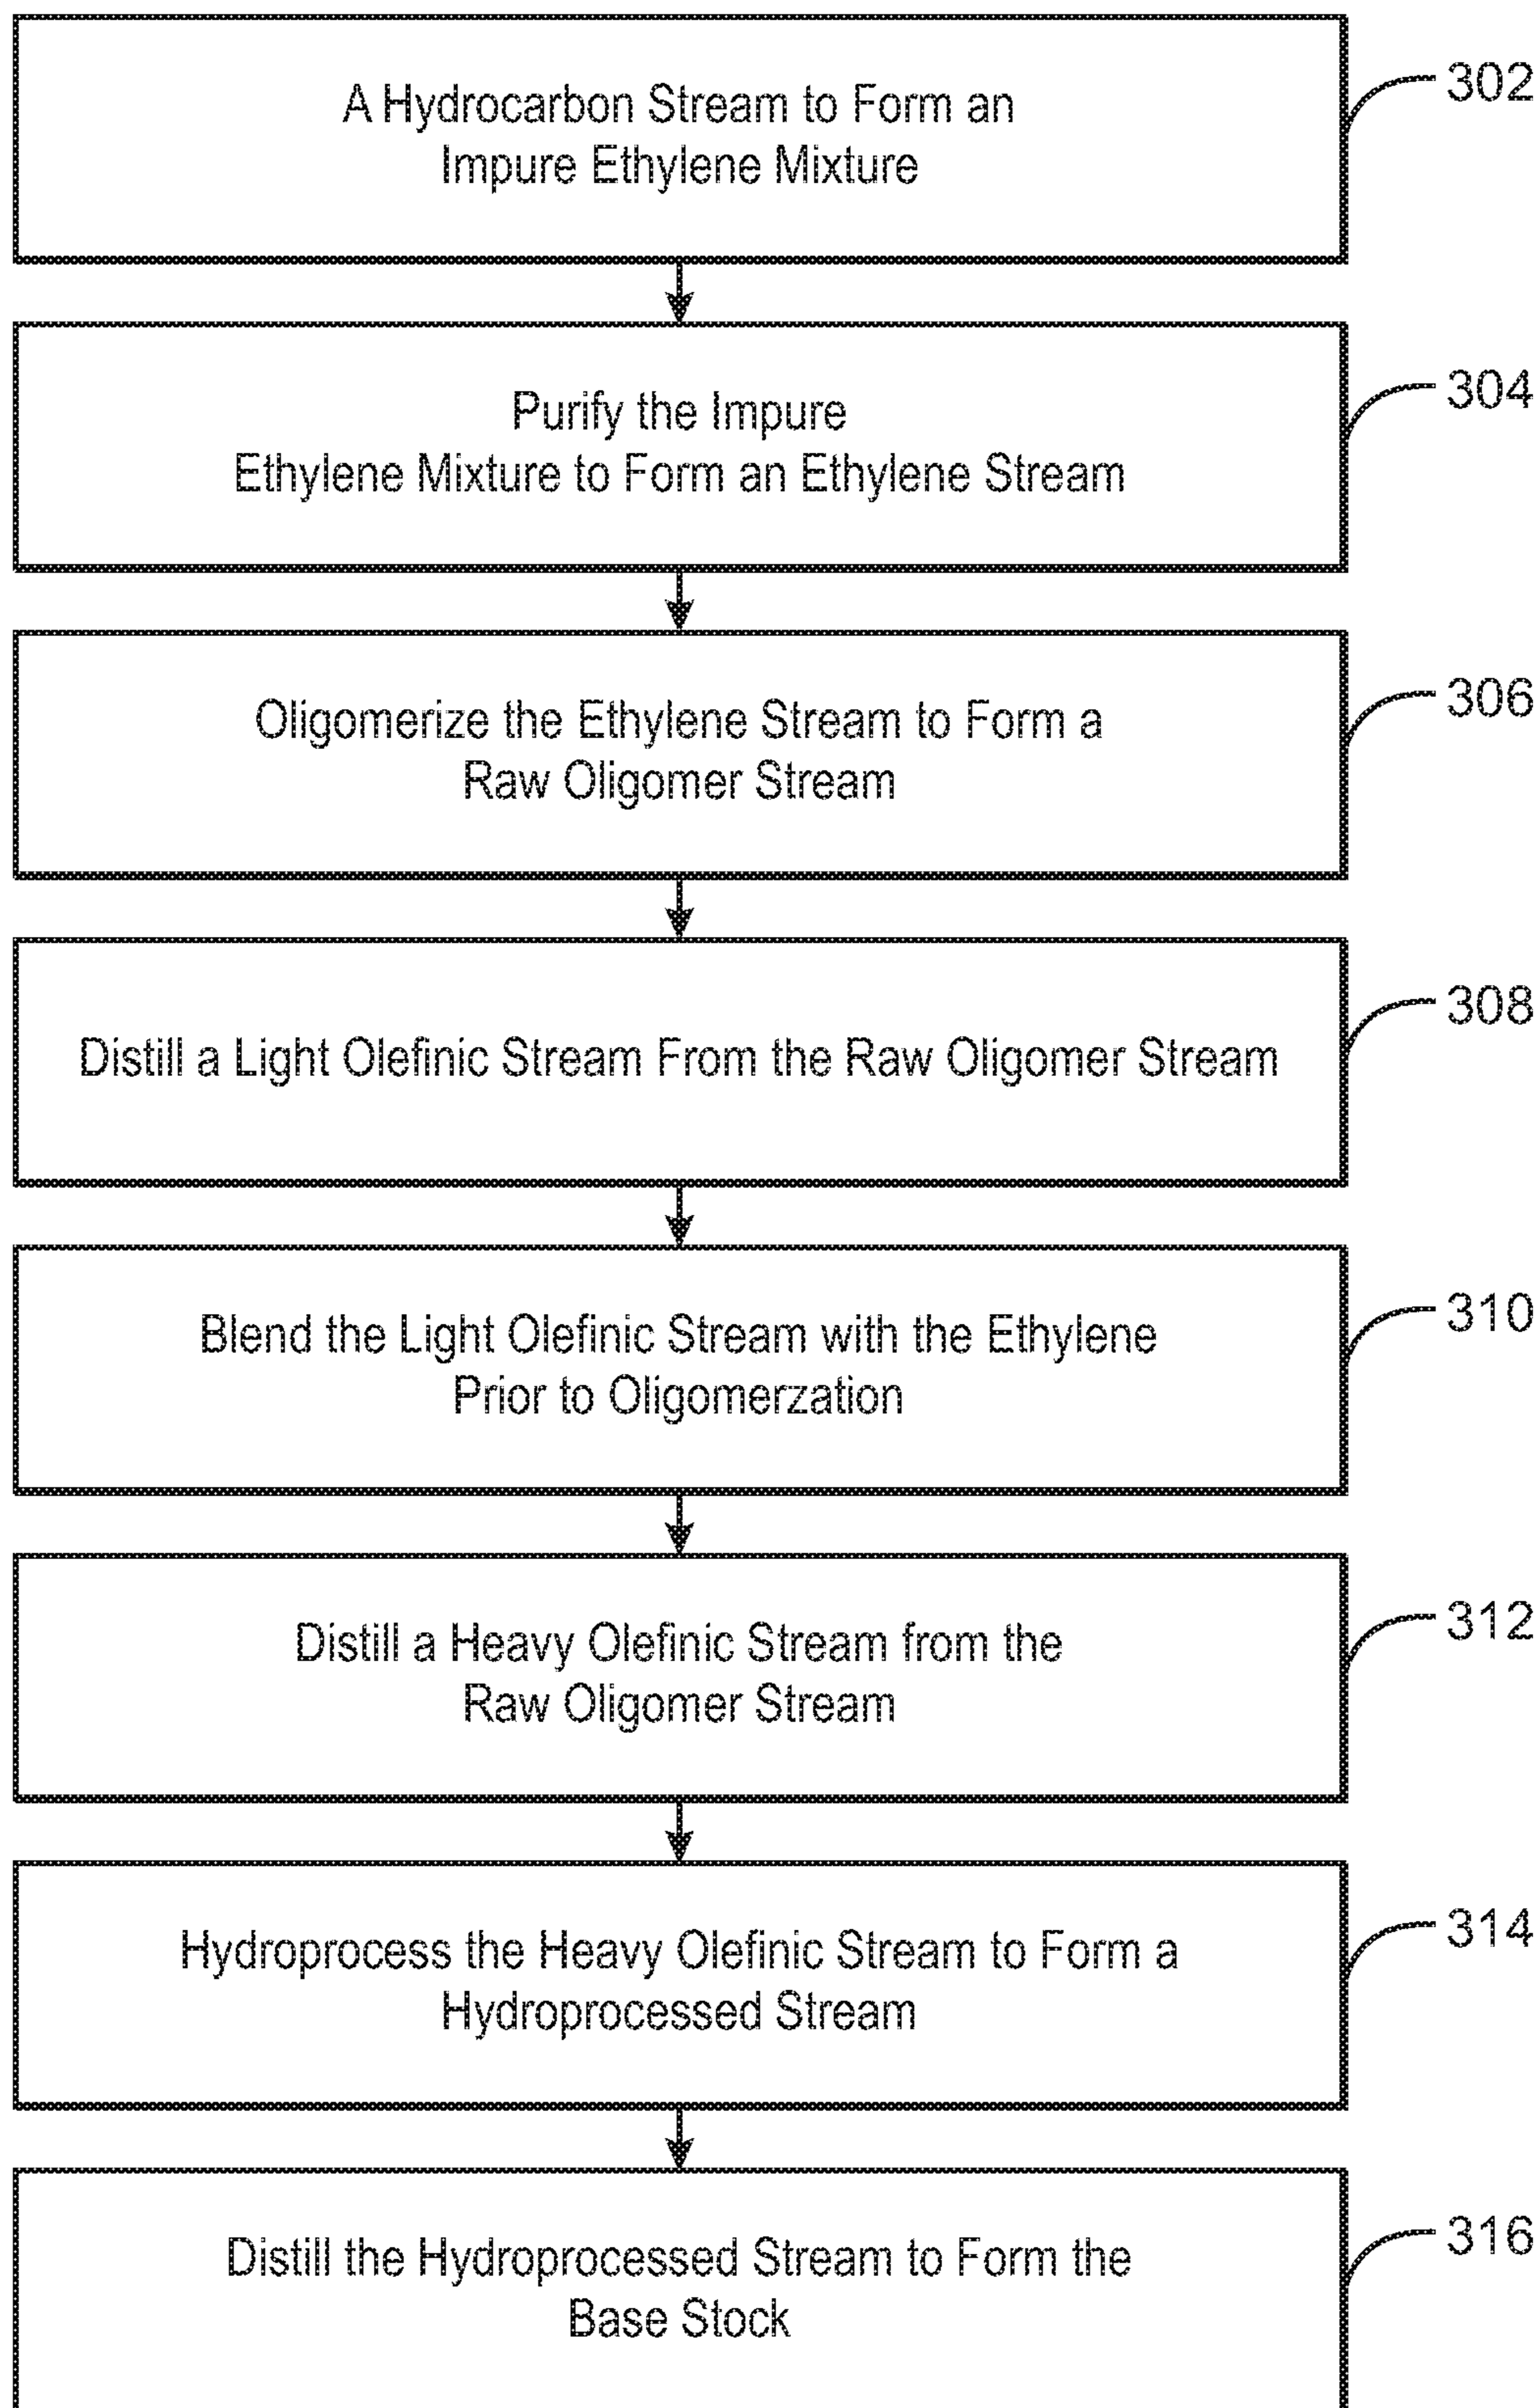 A Hydrocarbon Stream to Form an
Impure Ethylene Mixture
302
Purify the Impure
Ethylene Mixture to Form an Ethylene Stream
304
Oligomerize the Ethylene Stream to Form a
Raw Oligomer Stream
306
Distill a Light Olefinic Stream From the Raw Oligomer Stream
308
Blend the Light Olefinic Stream with the Ethylene
Prior to Oligomerzation
310
Distill a Heavy Olefinic Stream from the
Raw Oligomer Stream
312
Hydroprocess the Heavy Olefinic Stream to Form a
Hydroprocessed Stream
314
Distill the Hydroprocessed Stream to Form the
Base Stock
316